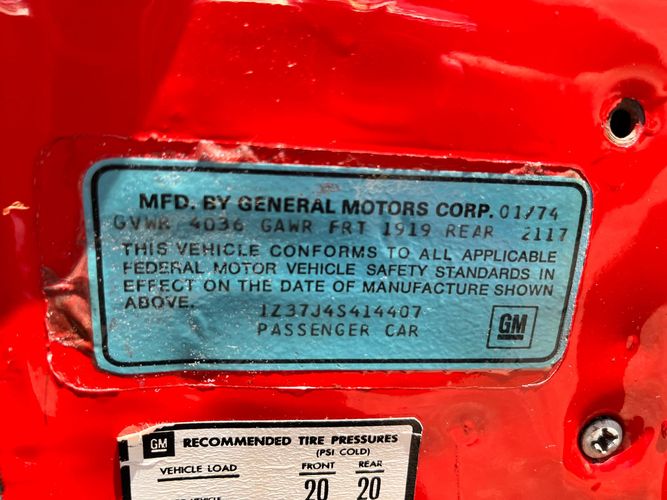 MFD. BY GENERAL MOTORS CORP. 01/74
GVWR 4036 GAWR FRT 1919 REAR 2117
THIS VEHICLE CONFORMS TO ALL APPLICABLE
FEDERAL MOTOR VEHICLE SAFETY STANDARDS IN
EFFECT ON THE DATE OF MANUFACTURE SHOWN
ABOVE. 1Z37J4S414407
PASSENGER CAR GM
GM RECOMMENDED TIRE PRESSURES
(PSI COLD)
VEHICLE LOAD FRONT REAR
20 20